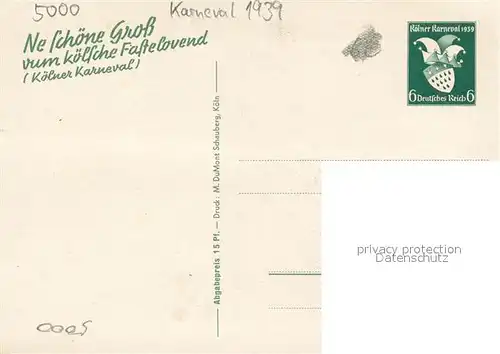 5000
Karneval 1939
Ne schöne Groß
vum kölsche Fastelovend
(Kölner Karneval)
Kölner Karneval 1939
6 Deutsches Reich 6
Abgabepreis 15 Pf. — Druck: M. DuMont Schauberg, Köln —
privacy protection
Datenschutz
0005